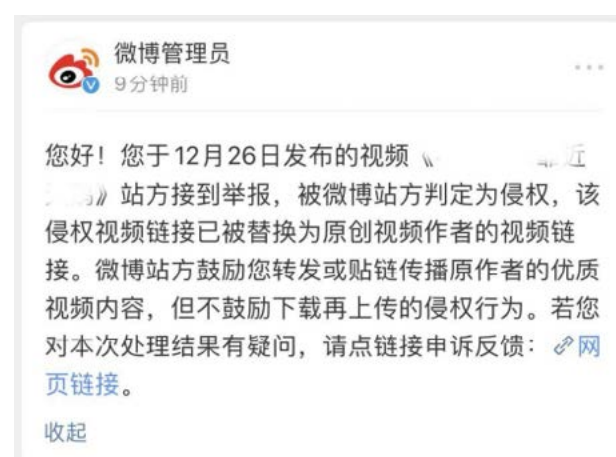 微博管理员
9分钟前
您好！您于12月26日发布的视频《 近
》站方接到举报，被微博站方判定为侵权，该
侵权视频链接已被替换为原创视频作者的视频链
接。微博站方鼓励您转发或贴链传播原作者的优质
视频内容，但不鼓励下载再上传的侵权行为。若您
对本次处理结果有疑问，请点链接申诉反馈：网
页链接。
收起